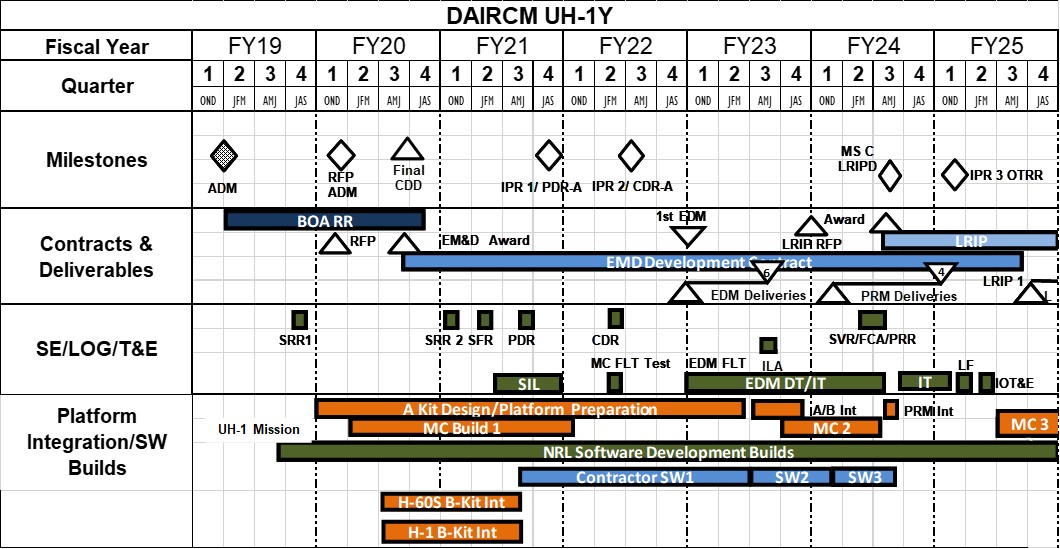 DAIRCM UH-1Y
Fiscal Year FY19 FY20 FY21 FY22 FY23 FY24 FY25
Quarter 1 2 3 4 1 2 3 4 1 2 3 4 1 2 3 4 1 2 3 4 1 2 3 4 1 2 3 4
OND JFM AMJ JAS OND JFM AMJ JAS OND JFM AMJ JAS OND JFM AMJ JAS OND JFM AMJ JAS OND JFM AMJ JAS OND JFM AMJ JAS
Milestones
ADM
RFP
ADM
Final
CDD
IPR 1/ PDR-A
IPR 2/ CDR-A
MS C
LRIPD
IPR 3 OTRR
Contracts &
Deliverables
BOA RR
RFP
EM&D Award
1st EDM
LRIP RFP
Award
LRIP
EMD Development Contract
6
4
EDM Deliveries
PRM Deliveries
LRIP 1
L
SE/LOG/T&E
SRR1
SRR 2
SFR
PDR
CDR
ILA
SVR/FCA/PRR
MC FLT Test
EDM FLT
LF
SIL
EDM DT/IT
IT
IOT&E
Platform
Integration/SW
Builds
A Kit Design/Platform Preparation
A/B Int
PRM Int
UH-1 Mission
MC Build 1
MC 2
MC 3
NRL Software Development Builds
Contractor SW1
SW2
SW3
H-60S B-Kit Int
H-1 B-Kit Int